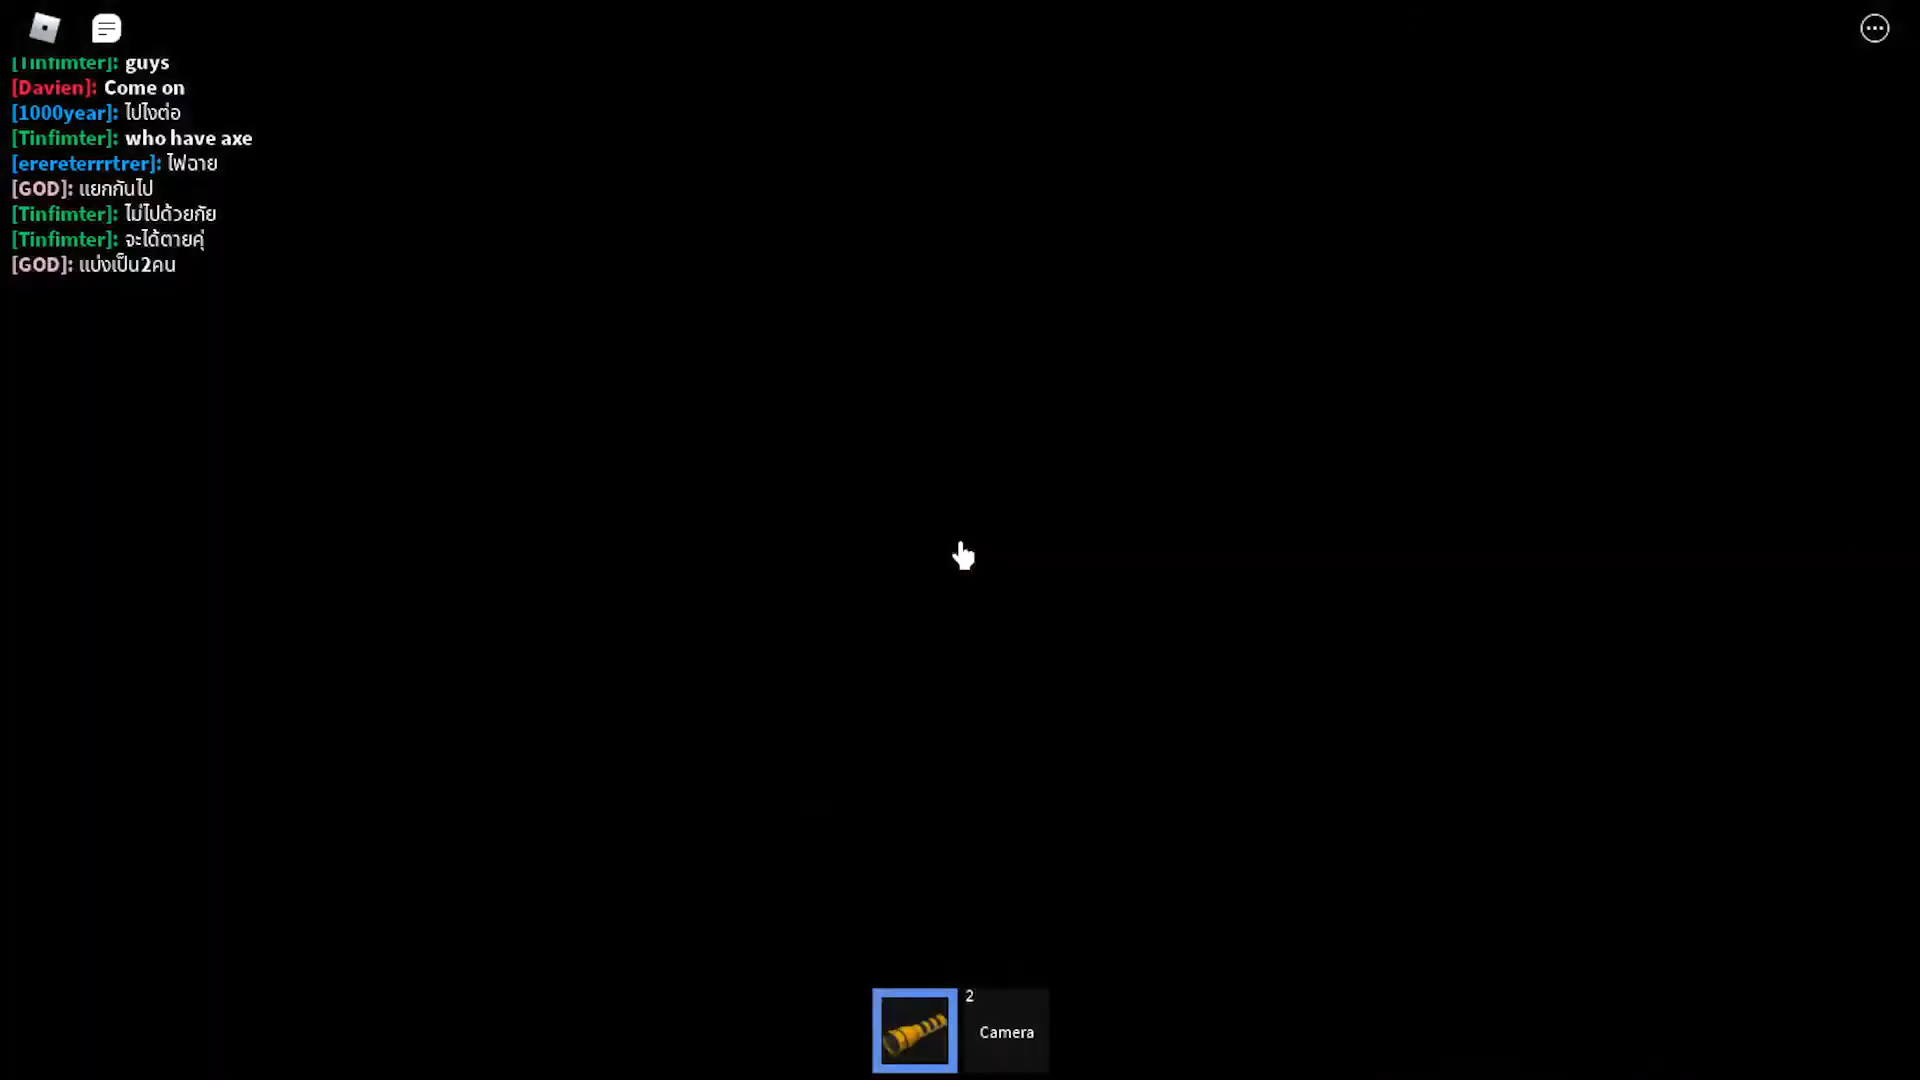 [Tinfimter]: guys
[Davien]: Come on
[1000year]: ไปไงต่อ
[Tinfimter]: who have axe
[erereterrrtrer]: ไฟฉาย
[GOD]: แยกกันไป
[Tinfimter]: ไม่ไปด้วยกัย
[Tinfimter]: จะได้ตายคุ่
[GOD]: แบ่งเป็น2คน
2
Camera